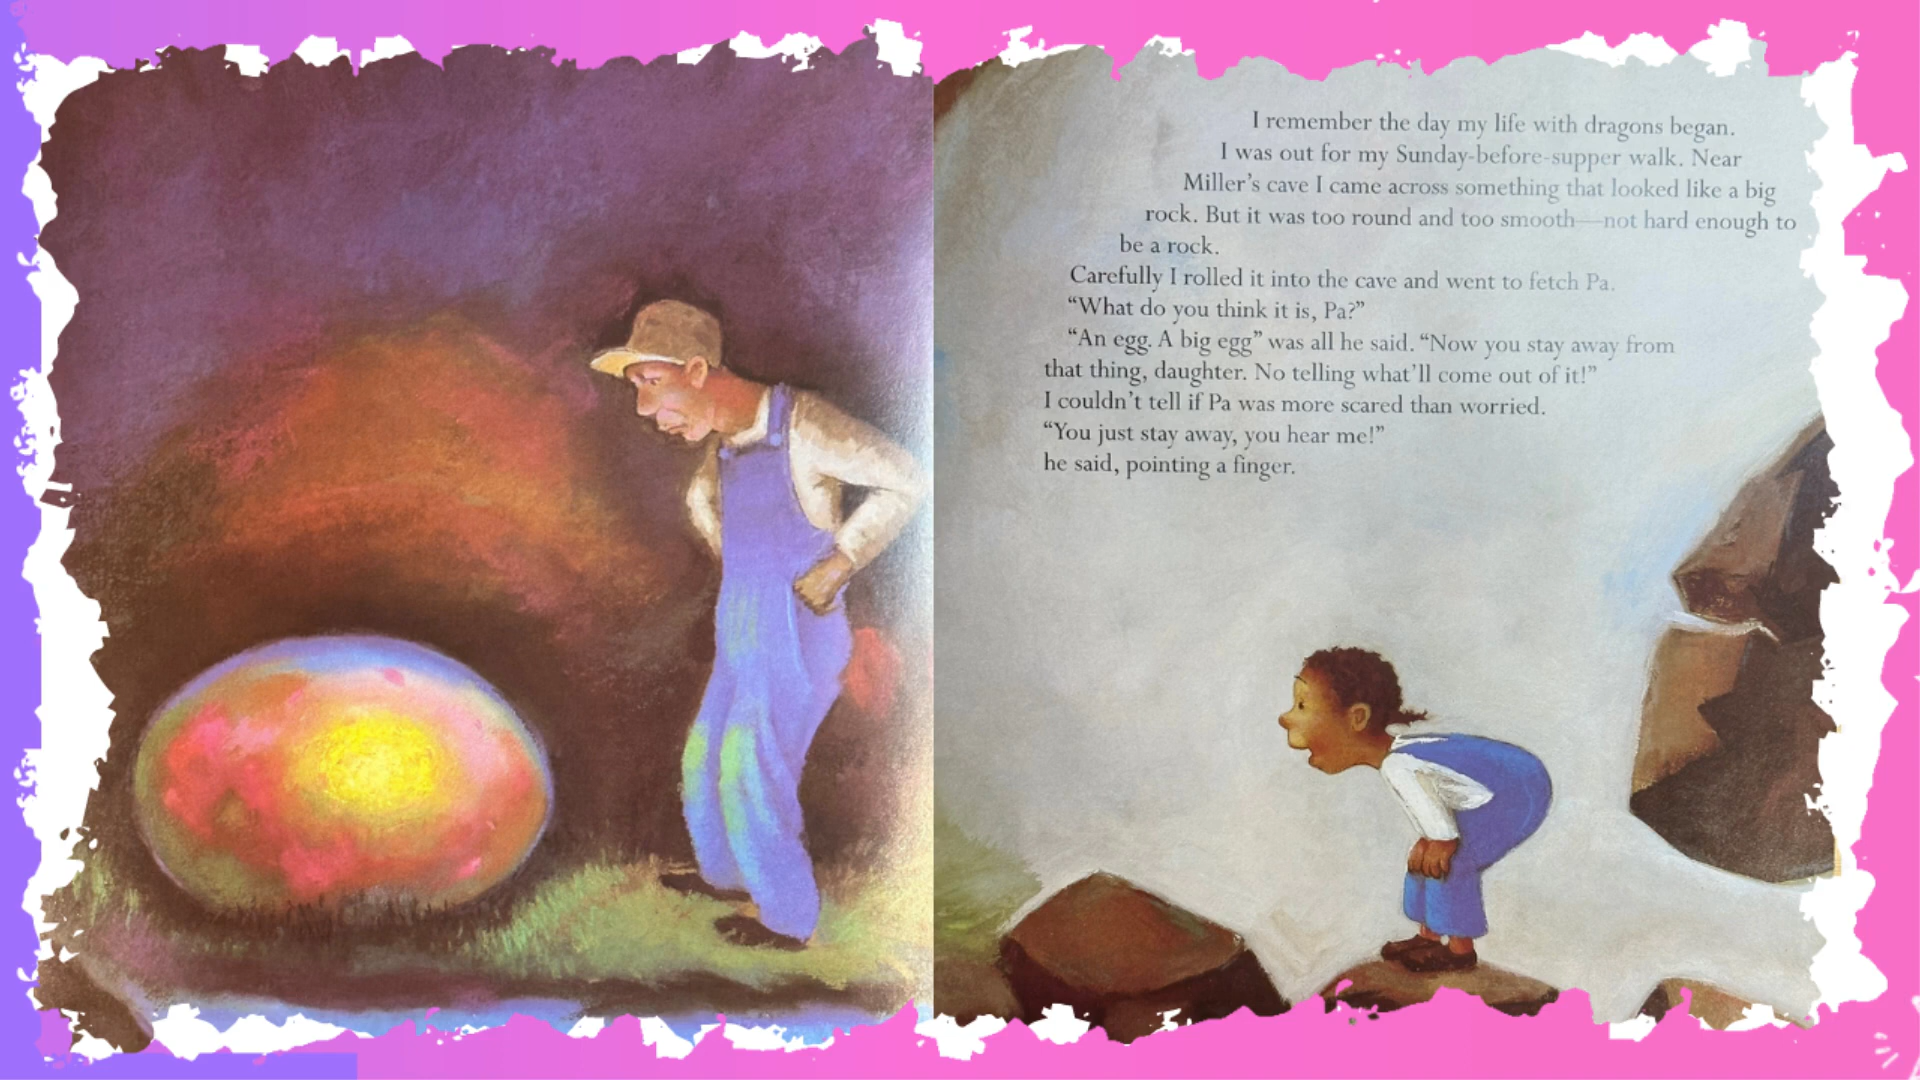 I remember the day my life with dragons began.
I was out for my Sunday-before-supper walk. Near
Miller's cave I came across something that looked like a big
rock. But it was too round and too smooth—not hard enough to
be a rock.
Carefully I rolled it into the cave and went to fetch Pa.
"What do you think it is, Pa?"
"An egg. A big egg" was all he said. "Now you stay away from
that thing, daughter. No telling what'll come out of it!"
I couldn't tell if Pa was more scared than worried.
"You just stay away, you hear me!"
he said, pointing a finger.